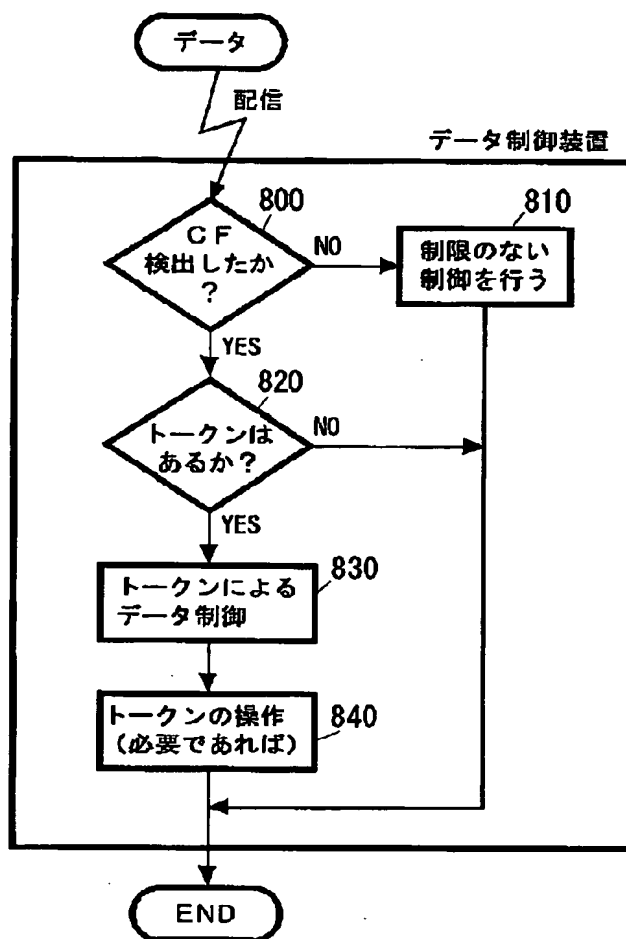 データ
配信
データ制御装置
800
CF
検出したか
?
NO
810
制限のない
制御を行う
YES
820
トークンは
あるか?
NO
YES
830
トークンによる
データ制御
840
トークンの操作
(必要であれば)
END